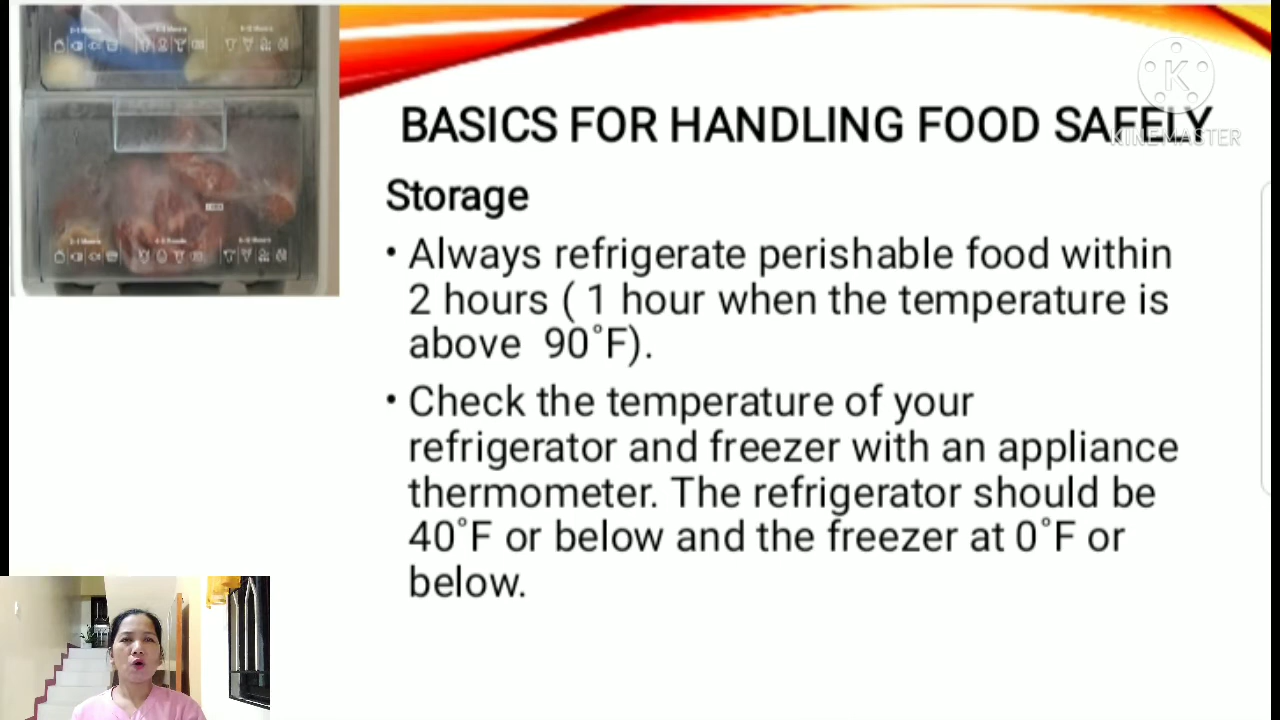 BASICS FOR HANDLING FOOD SAFELY
K
KINEMASTER
Storage
• Always refrigerate perishable food within
2 hours ( 1 hour when the temperature is
above 90°F).
• Check the temperature of your
refrigerator and freezer with an appliance
thermometer. The refrigerator should be
40°F or below and the freezer at 0°F or
below.